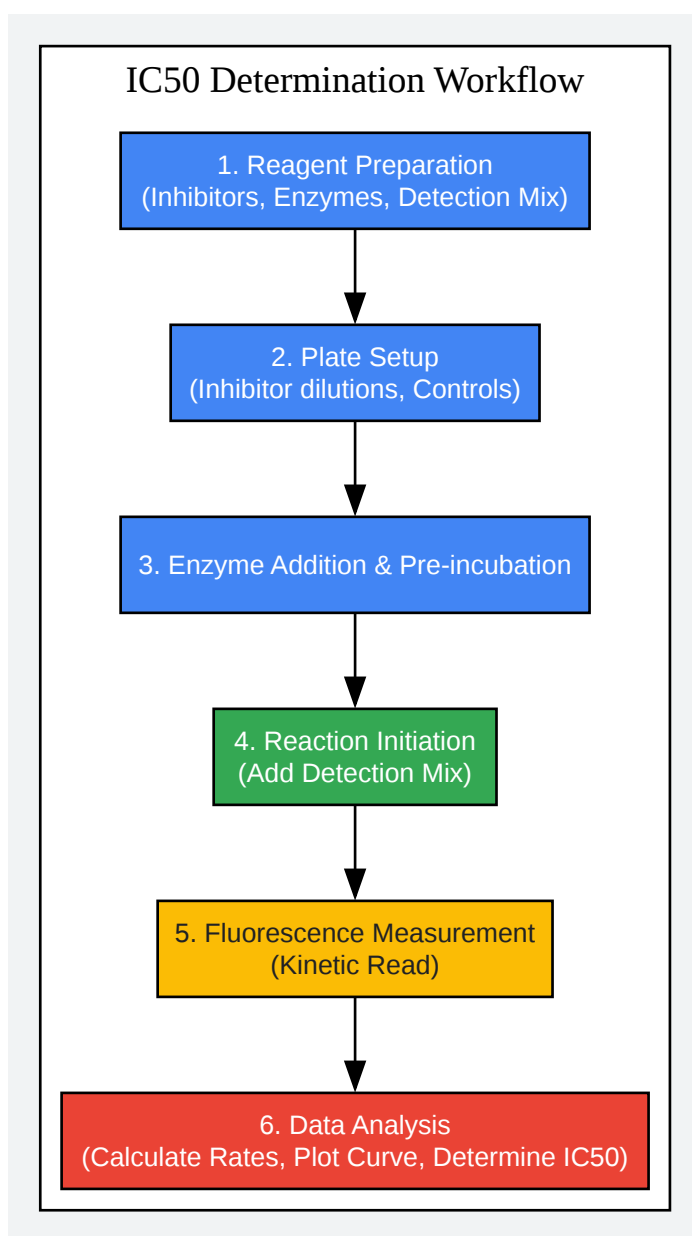 IC50 Determination Workflow
1. Reagent Preparation
(Inhibitors, Enzymes, Detection Mix)
2. Plate Setup
(Inhibitor dilutions, Controls)
3. Enzyme Addition & Pre-incubation
4. Reaction Initiation
(Add Detection Mix)
5. Fluorescence Measurement
(Kinetic Read)
6. Data Analysis
(Calculate Rates, Plot Curve, Determine IC50)